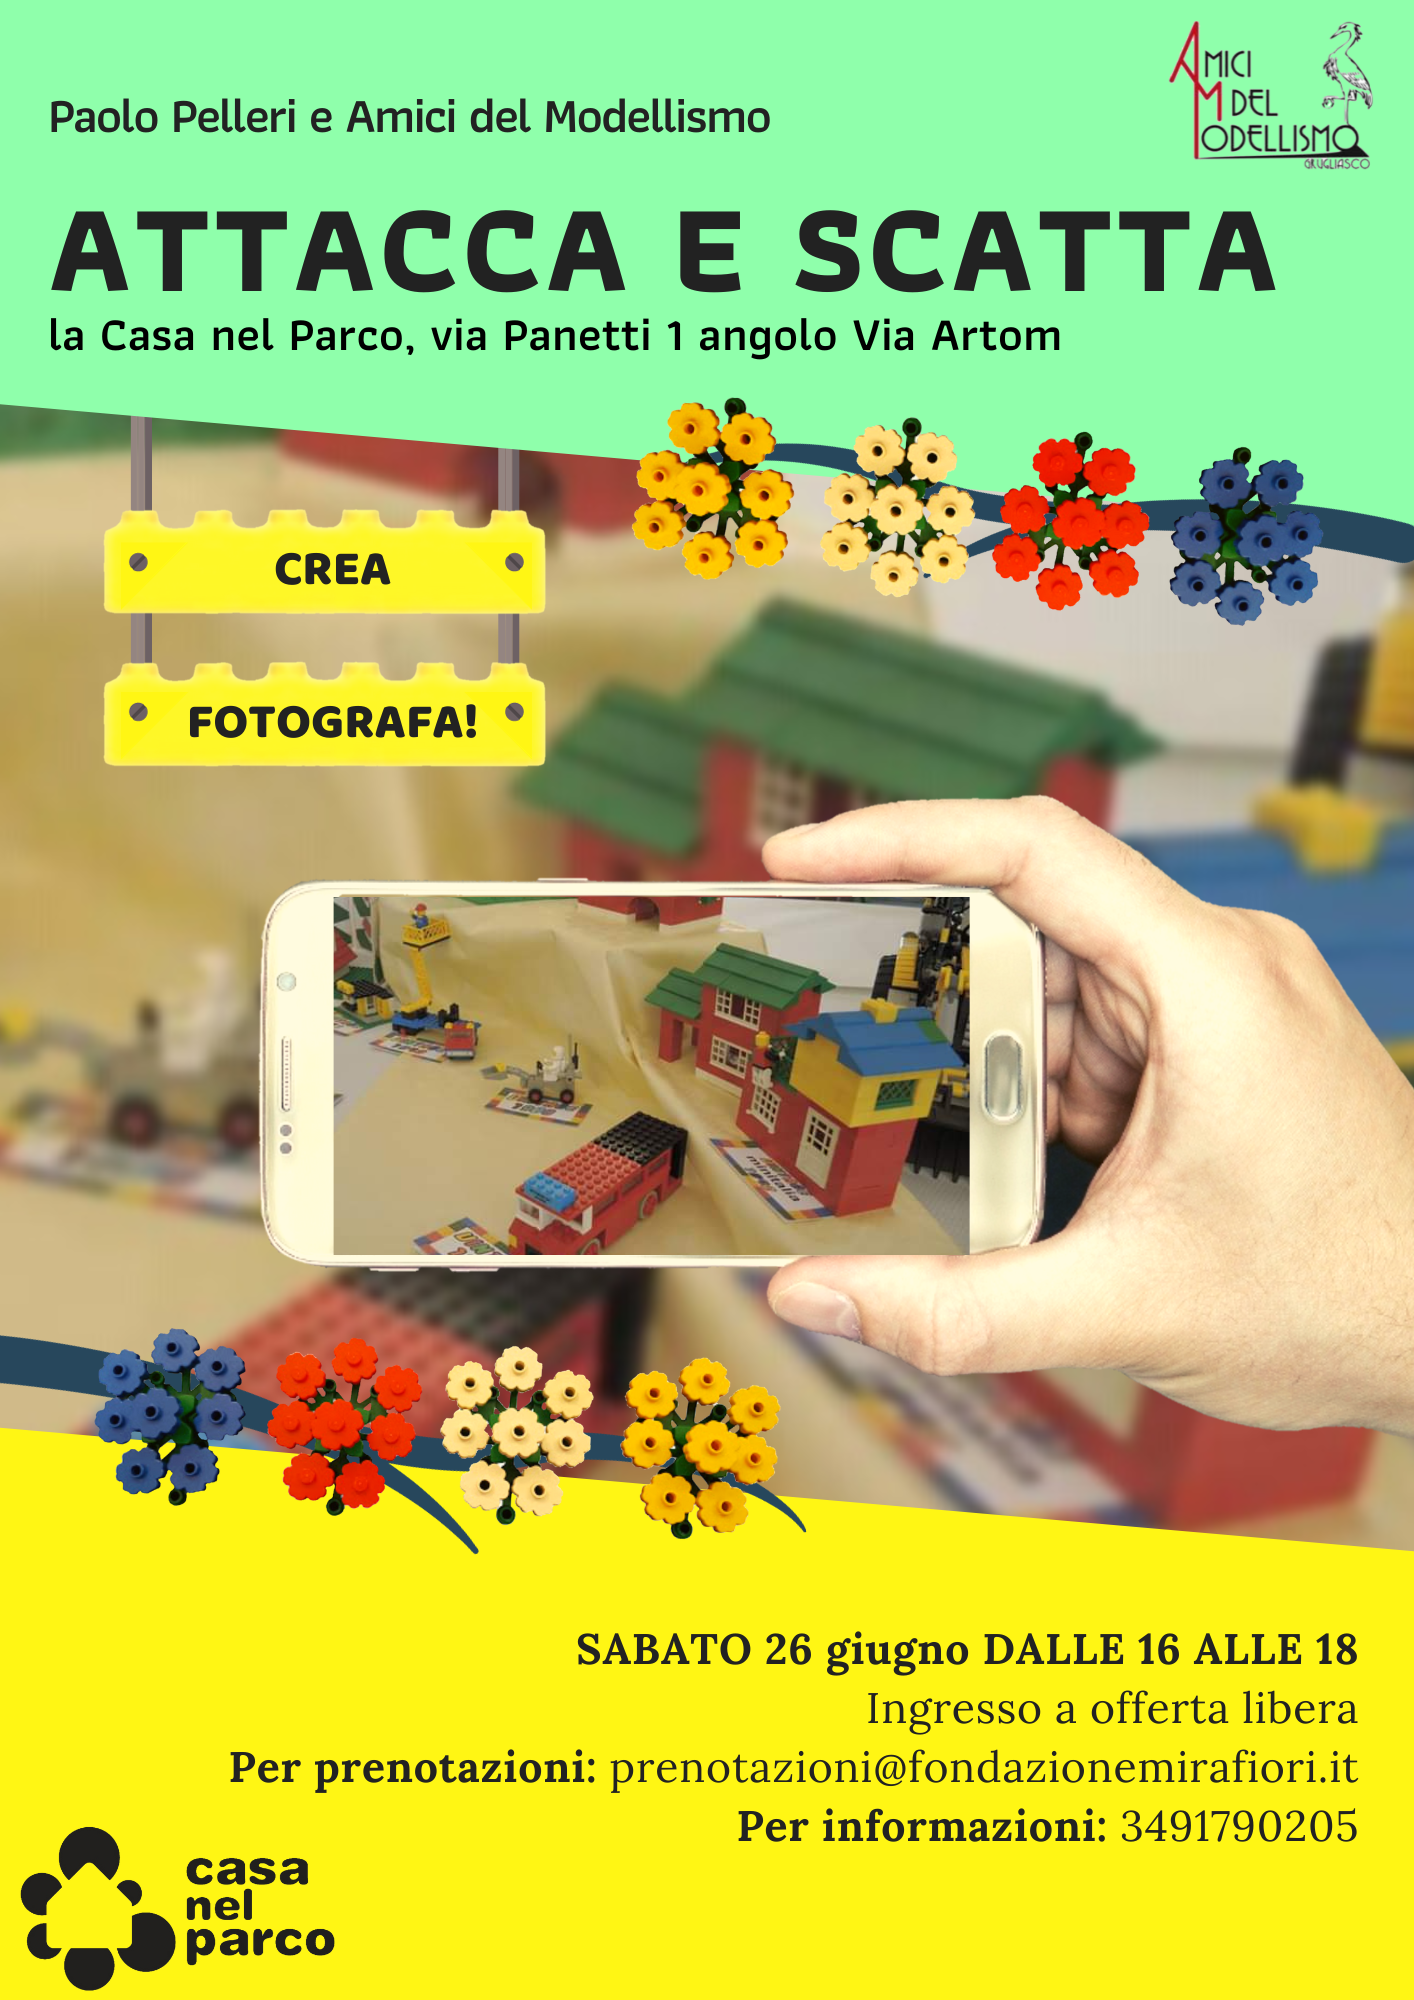 Paolo Pelleri e Amici del Modellismo
AMICI
DEL
MODELLISMO
GRUGLIASCO
ATTACCA E SCATTA
la Casa nel Parco, via Panetti 1 angolo Via Artom
CREA
FOTOGRAFA!
minitalia
SABATO 26 giugno DALLE 16 ALLE 18
Ingresso a offerta libera
Per prenotazioni: prenotazioni@fondazionemirafiori.it
Per informazioni: 3491790205
casa
nel
parco